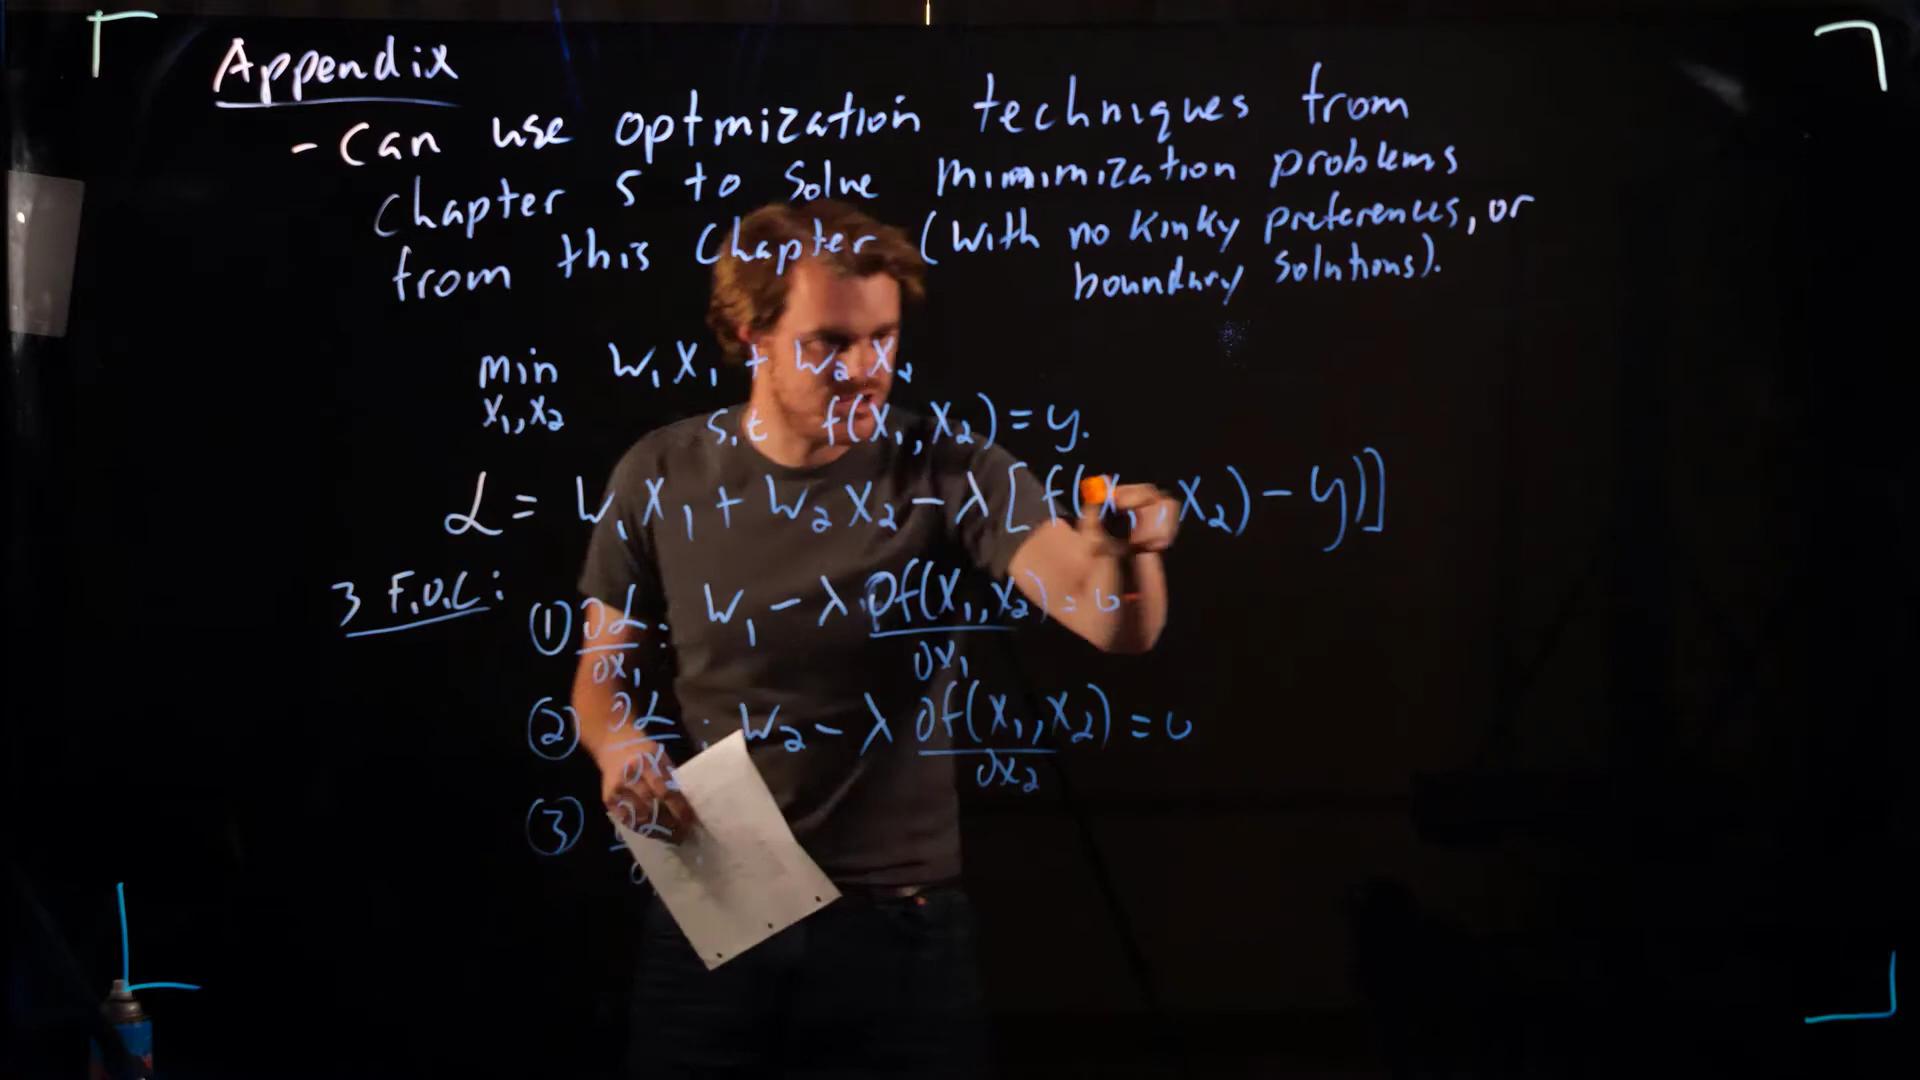 Appendix
- Can use optmization techniques from
Chapter 5 to solve minimization problems
from this Chapter (with no kinky preferences, or
boundary solutions).
min W₁X₁ + W₂X₂
X₁,X₂ s.t f(X₁,X₂) = y.
ℒ = W₁X₁ + W₂X₂ - λ[f(X₁,X₂) - y)]
3 F.O.C:
① ∂ℒ/∂X₁ : W₁ - λ ∂f(X₁,X₂)/∂X₁ = 0
② ∂ℒ/∂X₂ : W₂ - λ ∂f(X₁,X₂)/∂X₂ = 0
③ ∂ℒ